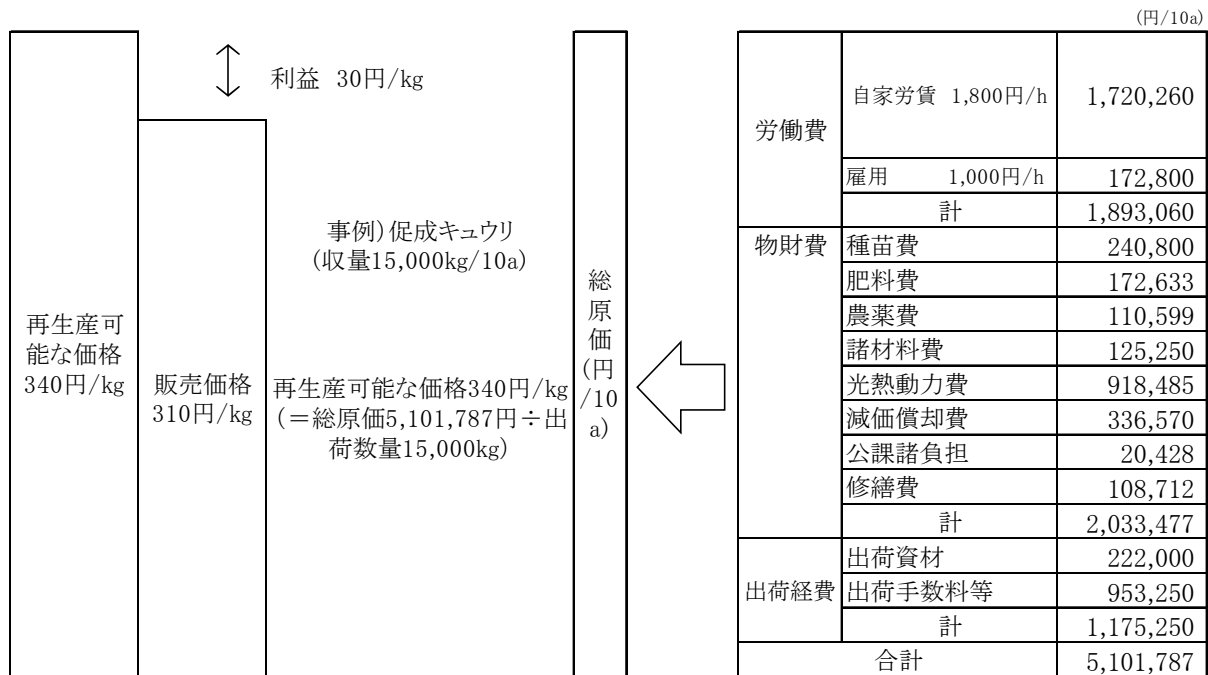 (円/10a)
利益 30円/kg
事例)促成キュウリ
(収量15,000kg/10a)
再生産可
能な価格
340円/kg
販売価格
310円/kg
再生産可能な価格340円/kg
(＝総原価5,101,787円÷出
荷数量15,000kg)
総
原
価
(円
/10
a)
労働費 自家労賃 1,800円/h 1,720,260
雇用 1,000円/h 172,800
計 1,893,060
物財費 種苗費 240,800
肥料費 172,633
農薬費 110,599
諸材料費 125,250
光熱動力費 918,485
減価償却費 336,570
公課諸負担 20,428
修繕費 108,712
計 2,033,477
出荷経費 出荷資材 222,000
出荷手数料等 953,250
計 1,175,250
合計 5,101,787